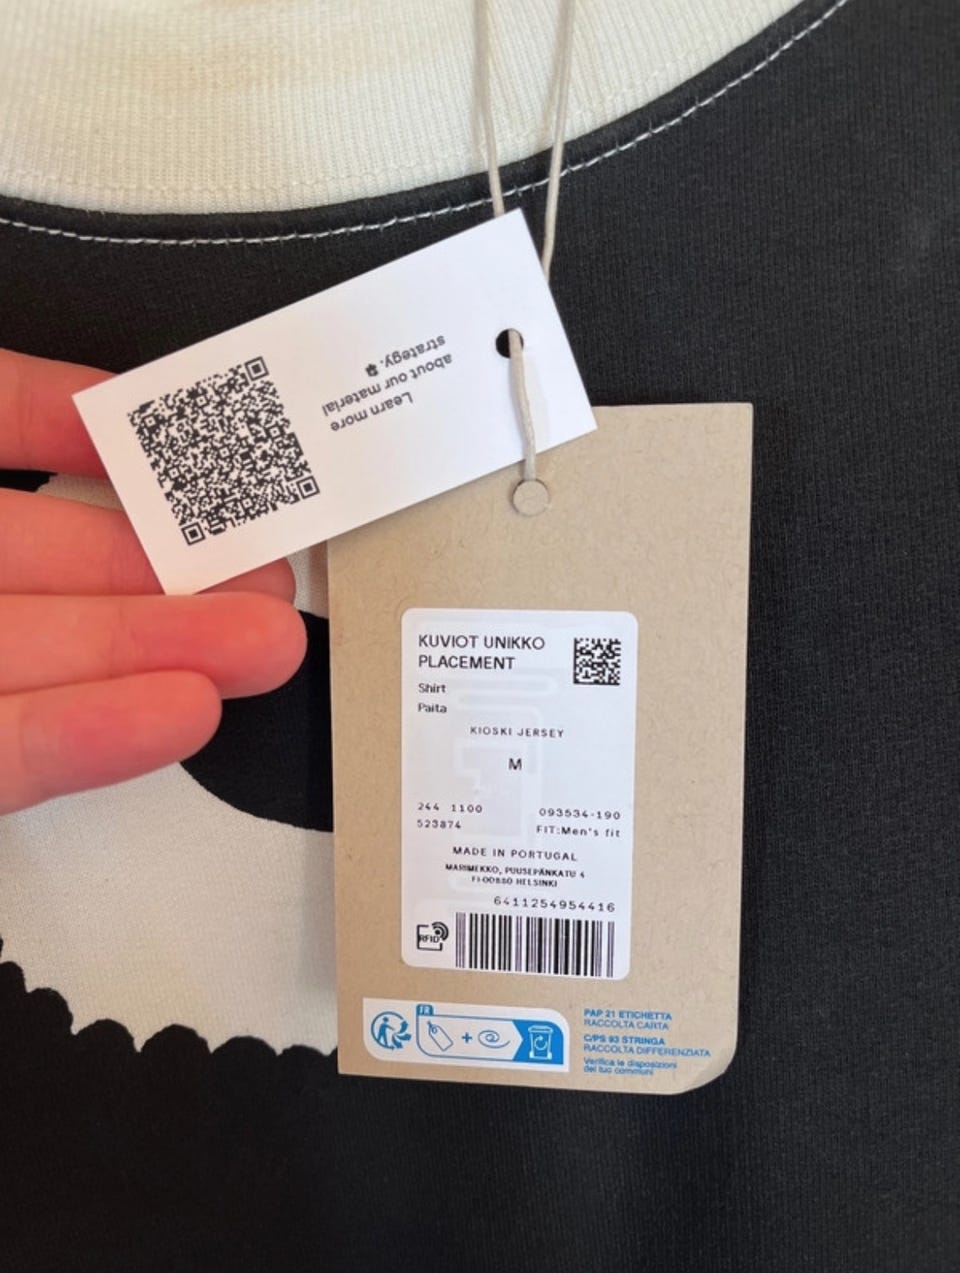 Learn more
about our material
strategy.
KUVIOT UNIKKO
PLACEMENT
Shirt
Paita
KIOSKI JERSEY
M
244 1100
093534-190
523874
FIT:Men's fit
MADE IN PORTUGAL
MARIMEKKO, PUUSEPÄNKATU 4
FI-00880 HELSINKI
6411254954416
RFID
FR
PAP 21 ETICHETTA
RACCOLTA CARTA
C/PS 93 STRINGA
RACCOLTA DIFFERENZIATA
Verifica le disposizioni
del tuo communi